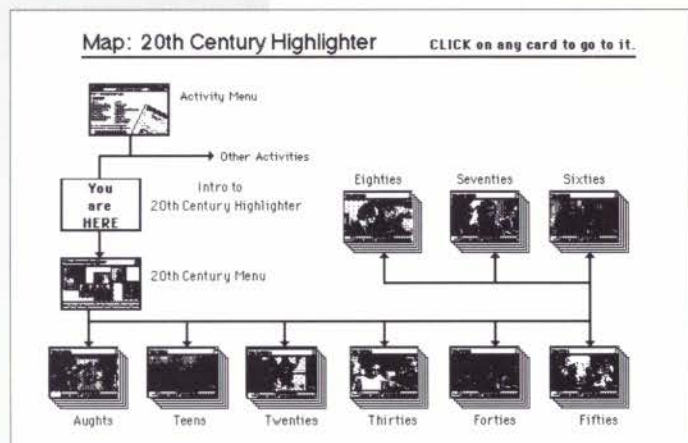 Map: 20th Century Highlighter
CLICK on any card to go to it.
Activity Menu
Other Activities
You
are
HERE
Intro to
20th Century Highlighter
Eighties
Seventies
Sixties
20th Century Menu
Aughts
Teens
Twenties
Thirties
Forties
Fifties